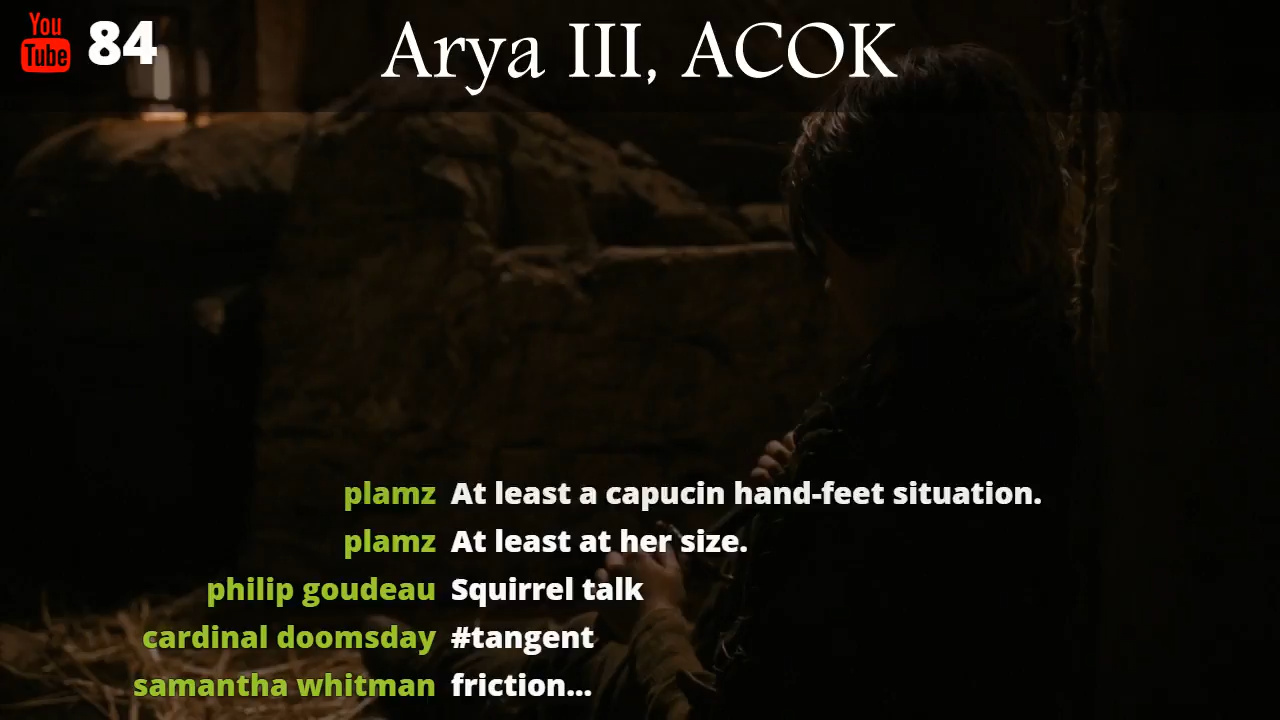 You
Tube
84
Arya III, ACOK
plamz At least a capucin hand-feet situation.
plamz At least at her size.
philip goudeau Squirrel talk
cardinal doomsday #tangent
samantha whitman friction...